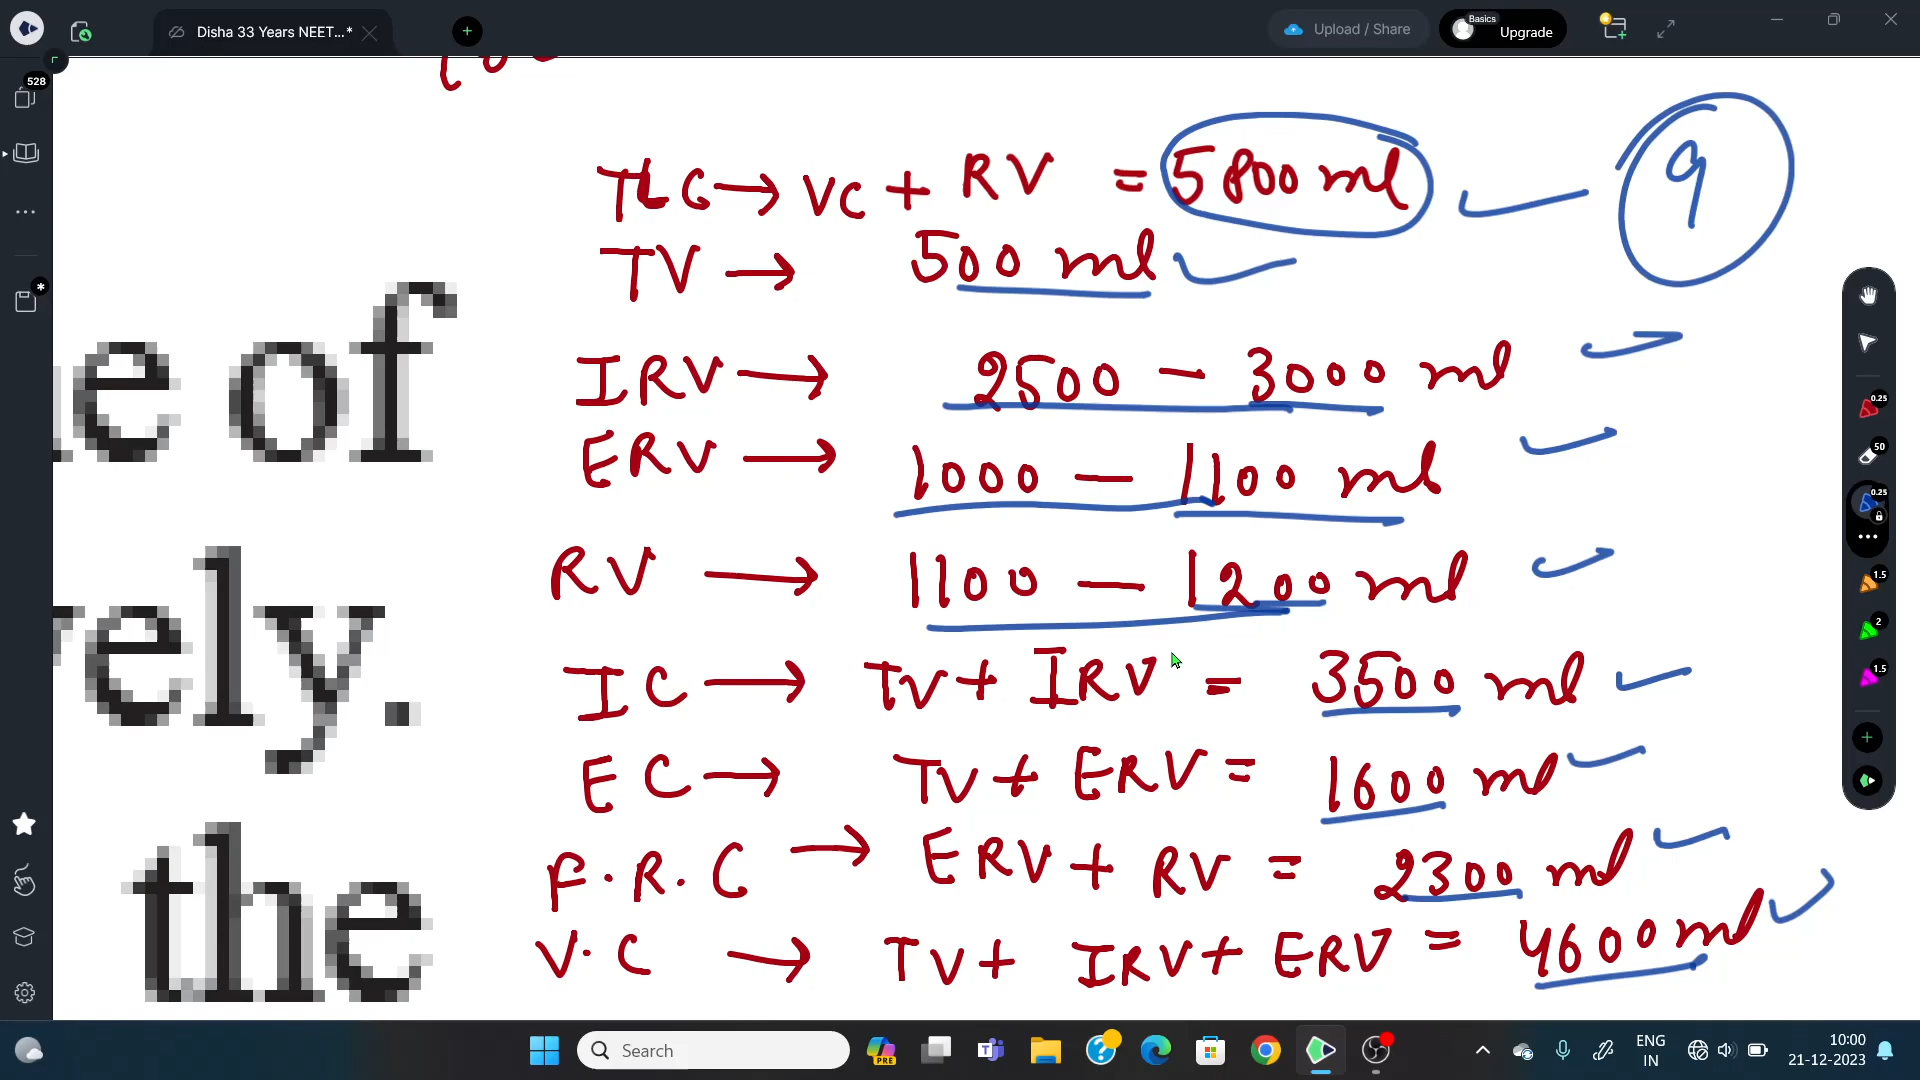 Disha 33 Years NEET...*
Upload / Share
Basics
Upgrade
528
TLC → VC + RV = 5800 ml
9
TV → 500 ml
e of
IRV → 2500 – 3000 ml
ERV → 1000 – 1100 ml
RV → 1100 – 1200 ml
vely.
IC → TV + IRV = 3500 ml
EC → TV + ERV = 1600 ml
F.R.C → ERV + RV = 2300 ml
the
V.C → TV + IRV + ERV = 4600 ml
0.25
50
0.25
1.5
2
1.5
Search
PRE
ENG
IN
10:00
21-12-2023